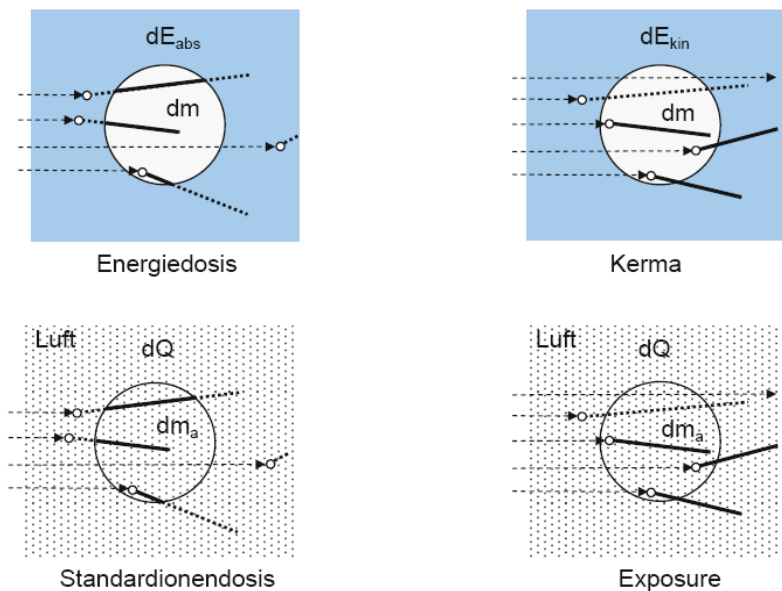 dE_abs
dm
Energiedosis
dE_kin
dm
Kerma
Luft
dQ
dm_a
Standardionendosis
Luft
dQ
dm_a
Exposure